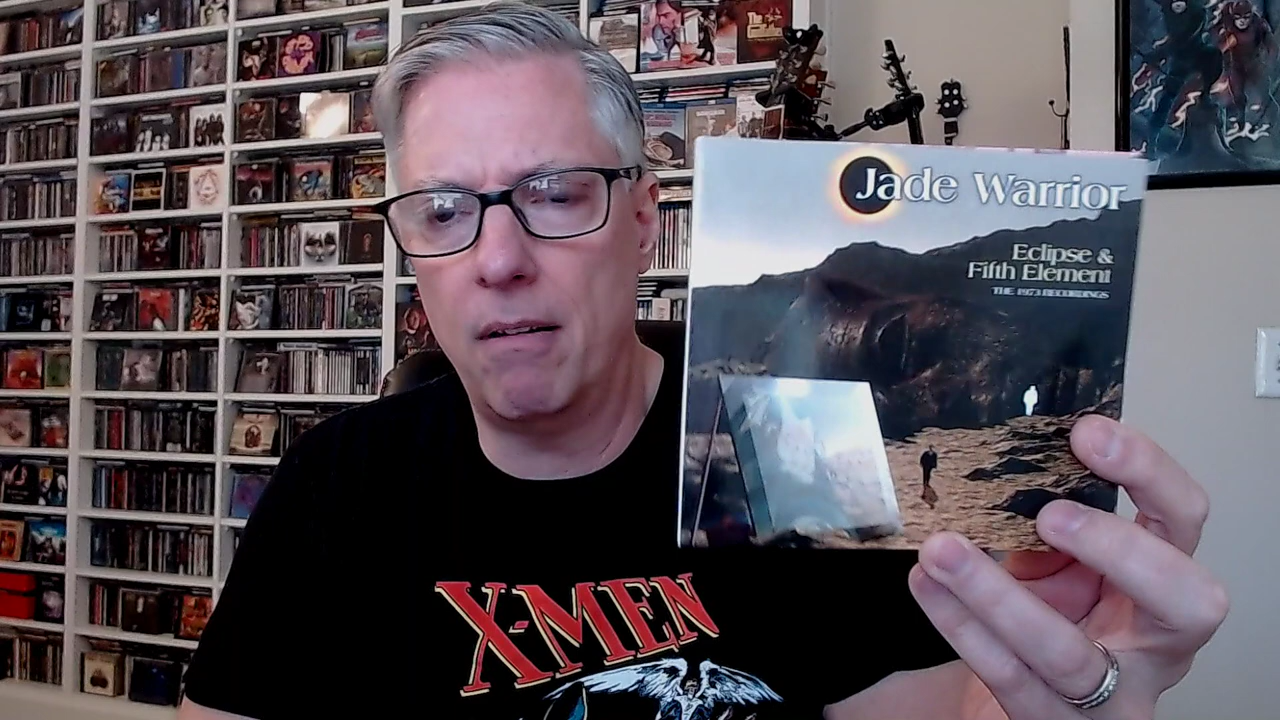 Jade Warrior
Eclipse &
Fifth Element
THE 1973 RECORDINGS
X-MEN